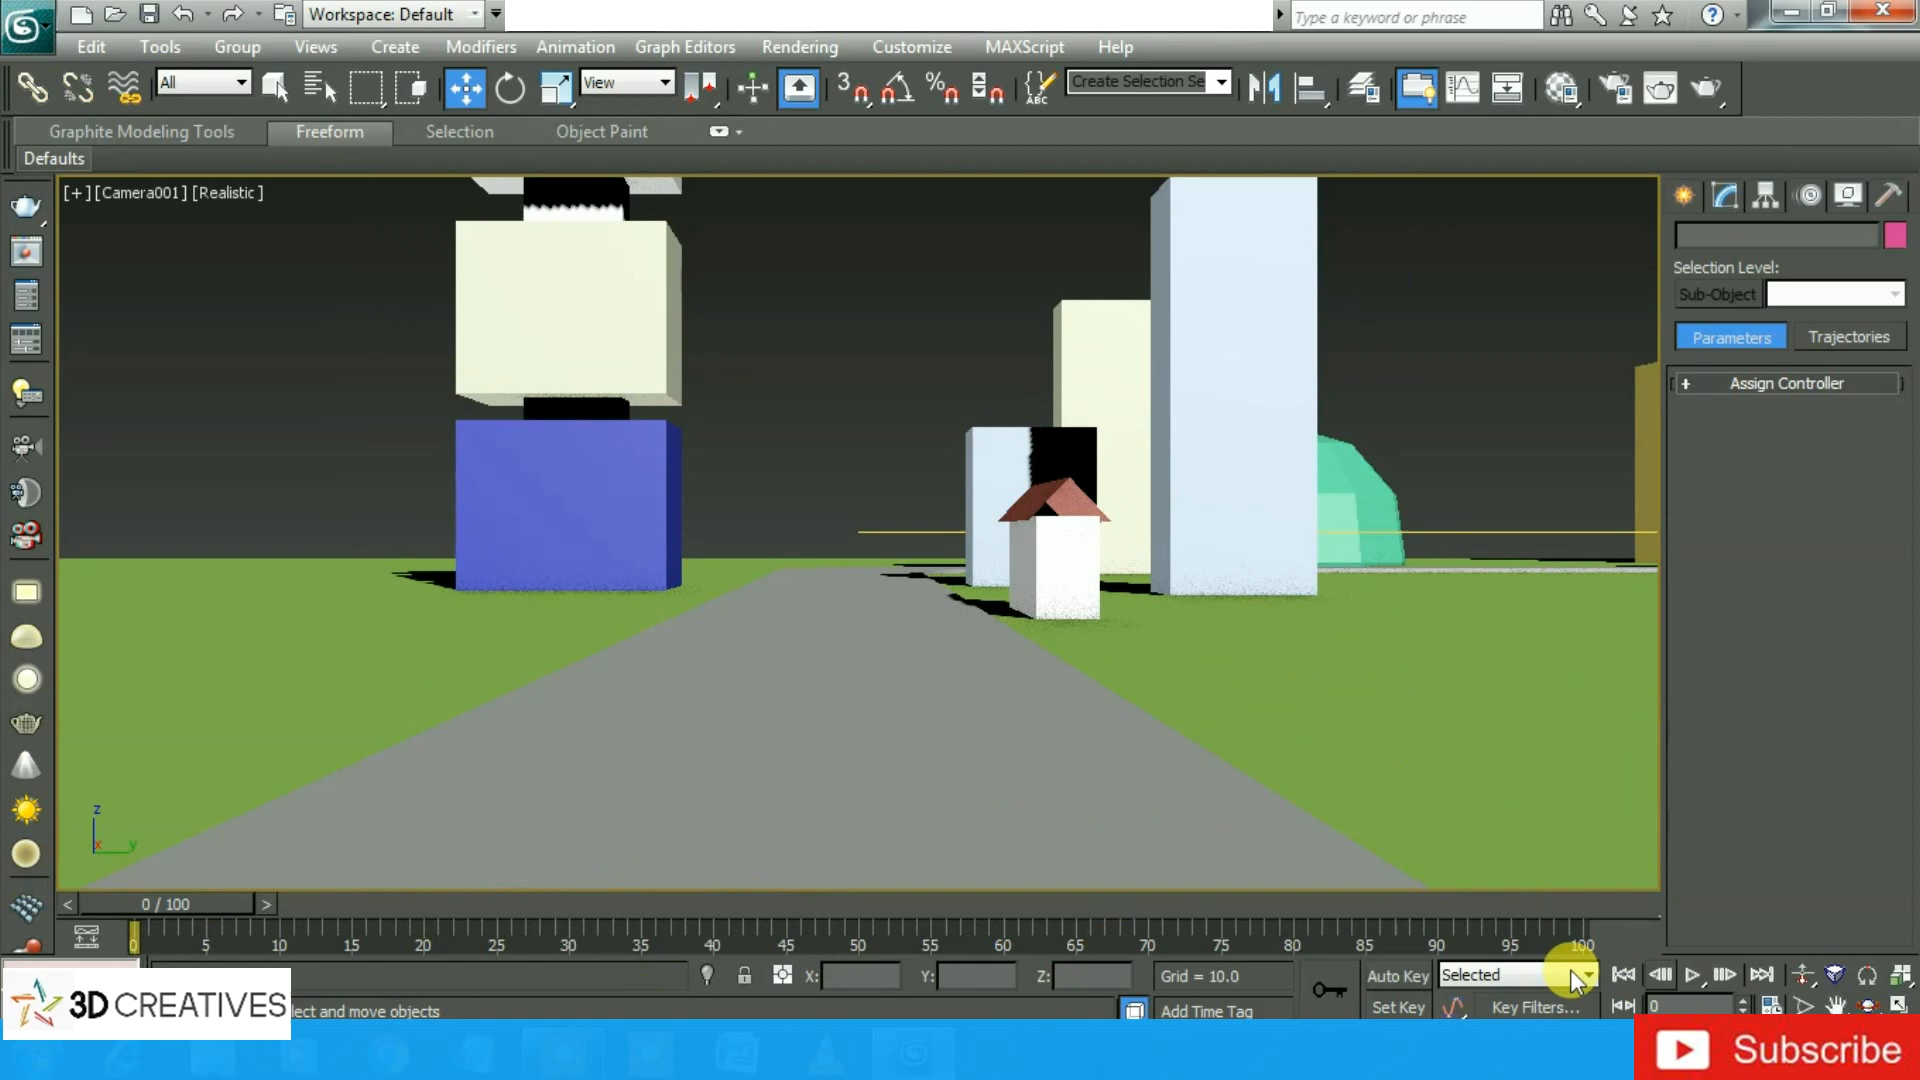 Workspace: Default
Type a keyword or phrase
Edit Tools Group Views Create Modifiers Animation Graph Editors Rendering Customize MAXScript Help
All
View
3
%
ABC
Create Selection Se
Graphite Modeling Tools Freeform Selection Object Paint
Defaults
[+][Camera001][Realistic]
Selection Level:
Sub-Object
Parameters Trajectories
+ Assign Controller
z
x y
< 0 / 100 >
0 5 10 15 20 25 30 35 40 45 50 55 60 65 70 75 80 85 90 95 100
X: Y: Z: Grid = 10.0 Auto Key Selected
3D CREATIVES
lect and move objects
Add Time Tag Set Key Key Filters... 0
Subscribe